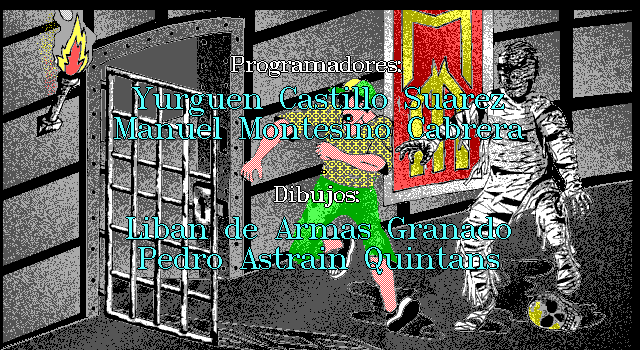 Programadores:
Yurguen Castillo Suarez
Manuel Montesino Cabrera
Dibujos:
Liban de Armas Granado
Pedro Astrain Quintans